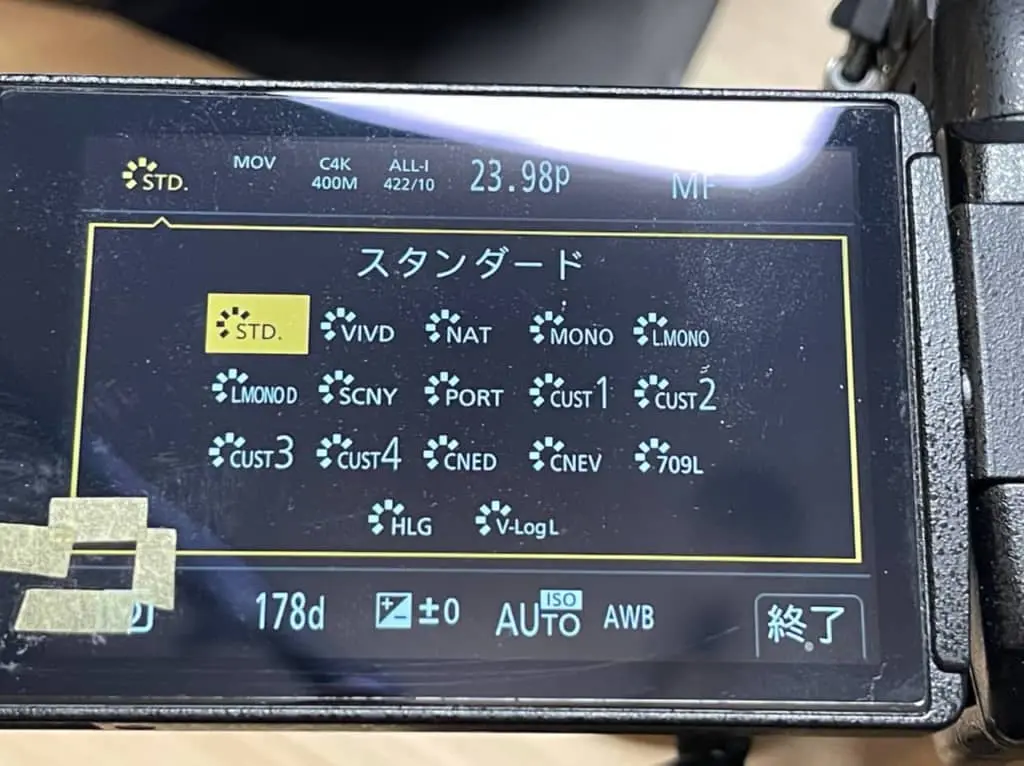 STD. MOV C4K 400M ALL-I 422/10 23.98p MF
スタンダード
STD. VIVD NAT MONO L.MONO
L.MONO D SCNY PORT CUST1 CUST2
CUST3 CUST4 CNED CNEV 709L
HLG V-Log L
178d ±0 AUTO ISO AWB 終了